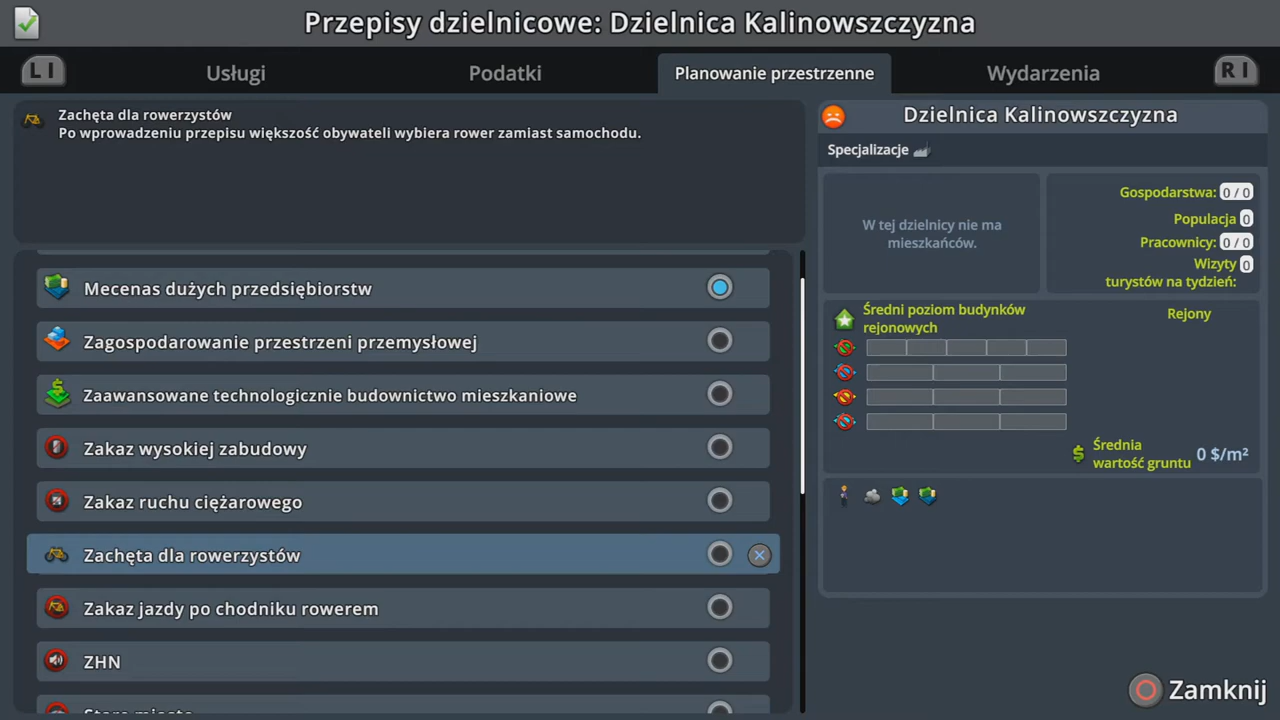 Przepisy dzielnicowe: Dzielnica Kalinowszczyzna
L1
Usługi
Podatki
Planowanie przestrzenne
Wydarzenia
R1
Zachęta dla rowerzystów
Po wprowadzeniu przepisu większość obywateli wybiera rower zamiast samochodu.
Mecenas dużych przedsiębiorstw
Zagospodarowanie przestrzeni przemysłowej
Zaawansowane technologicznie budownictwo mieszkaniowe
Zakaz wysokiej zabudowy
Zakaz ruchu ciężarowego
Zachęta dla rowerzystów
Zakaz jazdy po chodniku rowerem
ZHN
Stare miasto
Dzielnica Kalinowszczyzna
Specjalizacje
W tej dzielnicy nie ma
mieszkańców.
Gospodarstwa: 0 / 0
Populacja 0
Pracownicy: 0 / 0
Wizyty 0
turystów na tydzień:
Średni poziom budynków
rejonowych
Rejony
Średnia
wartość gruntu 0 $/m²
Zamknij